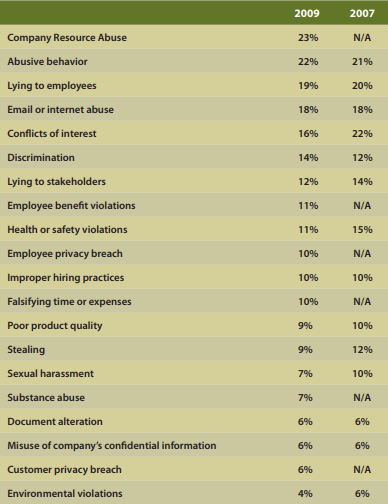 2009 2007
Company Resource Abuse 23% N/A
Abusive behavior 22% 21%
Lying to employees 19% 20%
Email or internet abuse 18% 18%
Conflicts of interest 16% 22%
Discrimination 14% 12%
Lying to stakeholders 12% 14%
Employee benefit violations 11% N/A
Health or safety violations 11% 15%
Employee privacy breach 10% N/A
Improper hiring practices 10% 10%
Falsifying time or expenses 10% N/A
Poor product quality 9% 10%
Stealing 9% 12%
Sexual harassment 7% 10%
Substance abuse 7% N/A
Document alteration 6% 6%
Misuse of company's confidential information 6% 6%
Customer privacy breach 6% N/A
Environmental violations 4% 6%